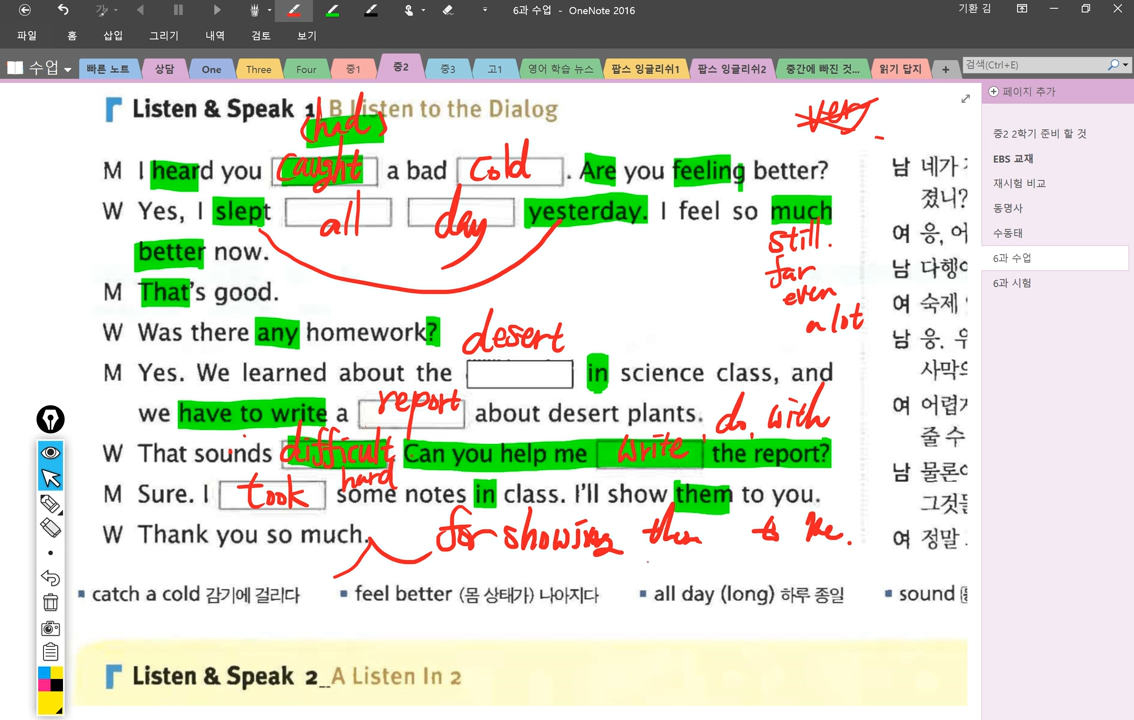 6과 수업 - OneNote 2016
기환 김
파일 홈 삽입 그리기 내역 검토 보기
수업 빠른 노트 상담 One Three Four 중1 중2 중3 고1 영어 학습 뉴스 팝스 잉글리쉬1 팝스 잉글리쉬2 중간에 빠진 것... 읽기 답지 + 검색(Ctrl+E)
페이지 추가
중2 2학기 준비 할 것
EBS 교재
재시험 비교
동명사
수동태
6과 수업
6과 시험
Listen & Speak 1_B Listen to the Dialog
(had) very
M I heard you caught a bad cold. Are you feeling better?
W Yes, I slept all day yesterday. I feel so much
still.
far
even
a lot
better now.
M That's good.
W Was there any homework?
desert
M Yes. We learned about the in science class, and
we have to write a report about desert plants.
do, with
W That sounds difficult Can you help me write the report?
hard
M Sure. I took some notes in class. I'll show them to you.
W Thank you so much. for showing them to me.
남 네가
졌니?
여 응, 어
남 다행이
여 숙제
남 응. 우
사막의
여 어렵게
줄 수
남 물론이
그것들
여 정말
▪ catch a cold 감기에 걸리다 ▪ feel better (몸 상태가) 나아지다 ▪ all day (long) 하루 종일 ▪ sound
Listen & Speak 2_A Listen In 2